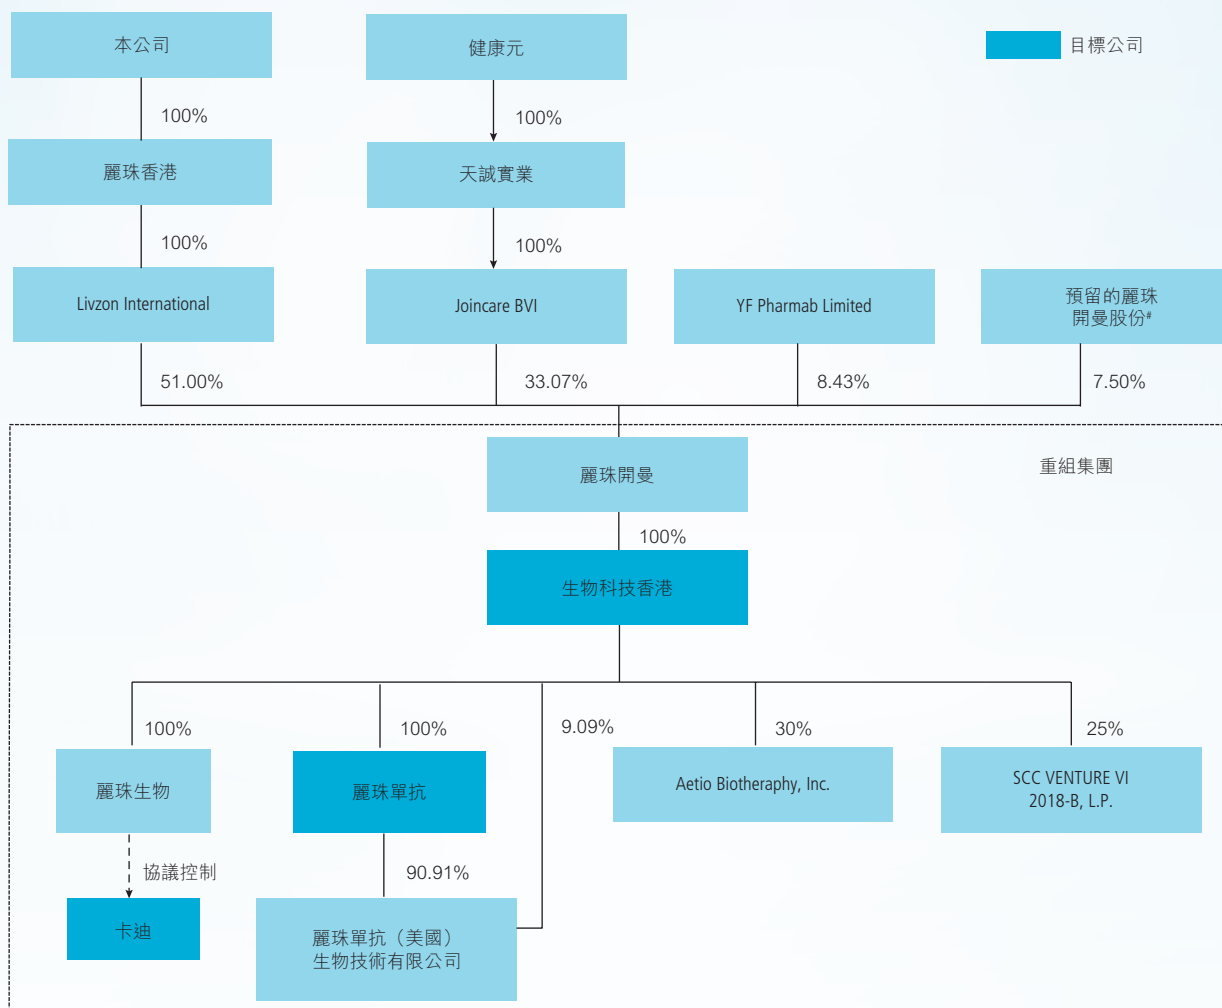 本公司
健康元
目標公司
100%
100%
麗珠香港
天誠實業
100%
100%
Livzon International
Joincare BVI
YF Pharmab Limited
預留的麗珠
開曼股份#
51.00%
33.07%
8.43%
7.50%
麗珠開曼
重組集團
100%
生物科技香港
100%
100%
9.09%
30%
25%
麗珠生物
麗珠單抗
Aetio Biotheraphy, Inc.
SCC VENTURE VI
2018-B, L.P.
協議控制
90.91%
卡迪
麗珠單抗（美國）
生物技術有限公司